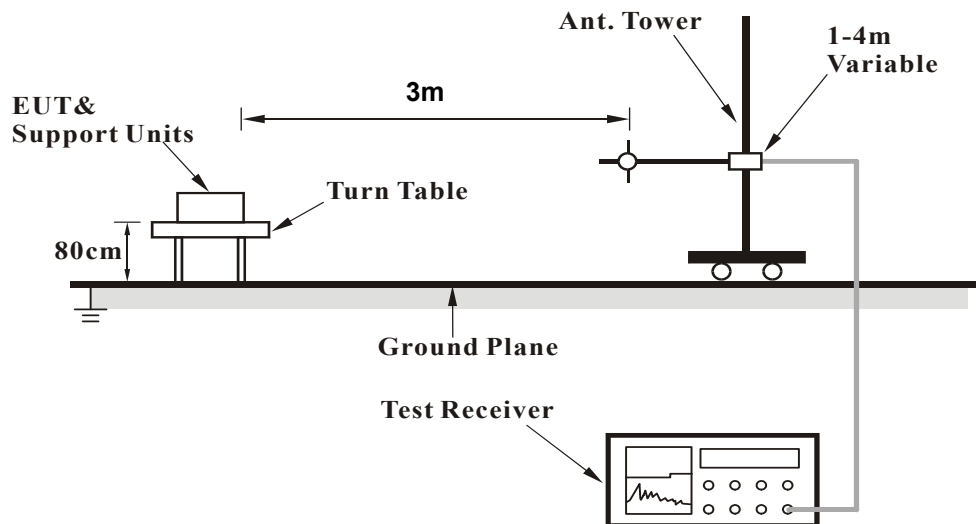 Ant. Tower
1-4m
Variable
3m
EUT&
Support Units
Turn Table
80cm
Ground Plane
Test Receiver